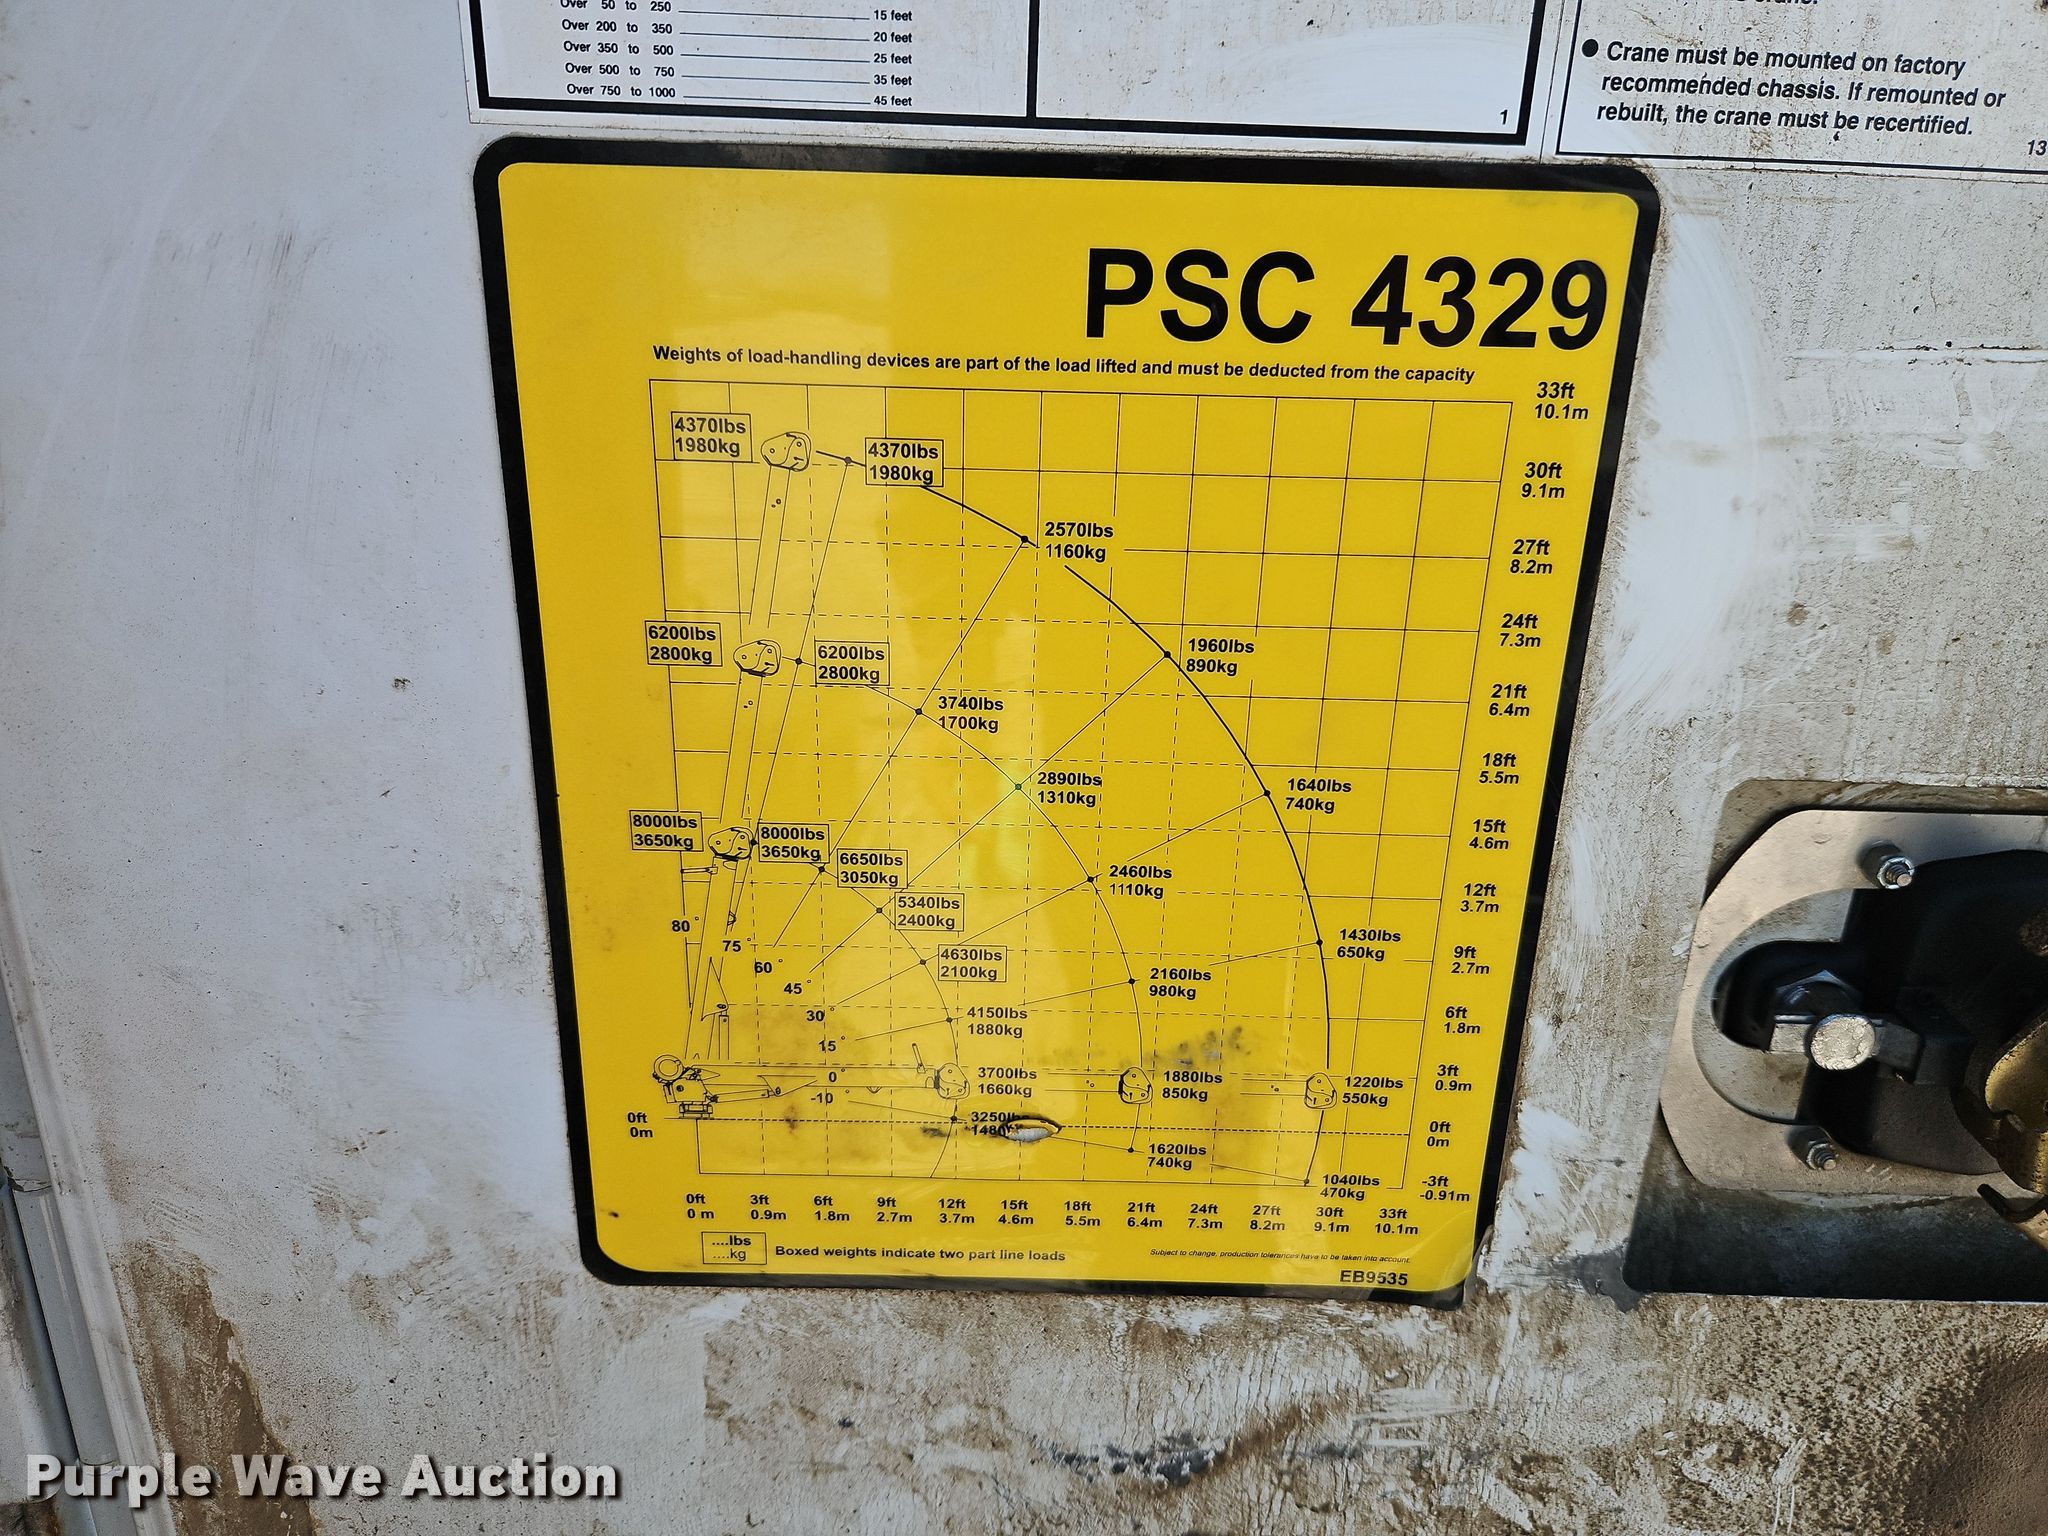 Over 50 to 250 15 feet
Over 200 to 350 20 feet
Over 350 to 500 25 feet
Over 500 to 750 35 feet
Over 750 to 1000 45 feet
1
● Crane must be mounted on factory
recommended chassis. If remounted or
rebuilt, the crane must be recertified.
13
PSC 4329
Weights of load-handling devices are part of the load lifted and must be deducted from the capacity
33ft
10.1m
30ft
9.1m
27ft
8.2m
24ft
7.3m
21ft
6.4m
18ft
5.5m
15ft
4.6m
12ft
3.7m
9ft
2.7m
6ft
1.8m
3ft
0.9m
0ft
0m
-3ft
-0.91m
4370lbs
1980kg
4370lbs
1980kg
2570lbs
1160kg
1960lbs
890kg
1640lbs
740kg
1430lbs
650kg
1220lbs
550kg
1040lbs
470kg
6200lbs
2800kg
6200lbs
2800kg
3740lbs
1700kg
2890lbs
1310kg
2460lbs
1110kg
2160lbs
980kg
1880lbs
850kg
1620lbs
740kg
8000lbs
3650kg
8000lbs
3650kg
6650lbs
3050kg
5340lbs
2400kg
4630lbs
2100kg
4150lbs
1880kg
3700lbs
1660kg
80°
75°
60°
45°
30°
15°
0°
-10°
0ft
0m
0ft 3ft 6ft 9ft 12ft 15ft 18ft 21ft 24ft 27ft 30ft 33ft
0 m 0.9m 1.8m 2.7m 3.7m 4.6m 5.5m 6.4m 7.3m 8.2m 9.1m 10.1m
....lbs
....kg
Boxed weights indicate two part line loads
Subject to change, production tolerances have to be taken into account.
EB9535
Purple Wave Auction